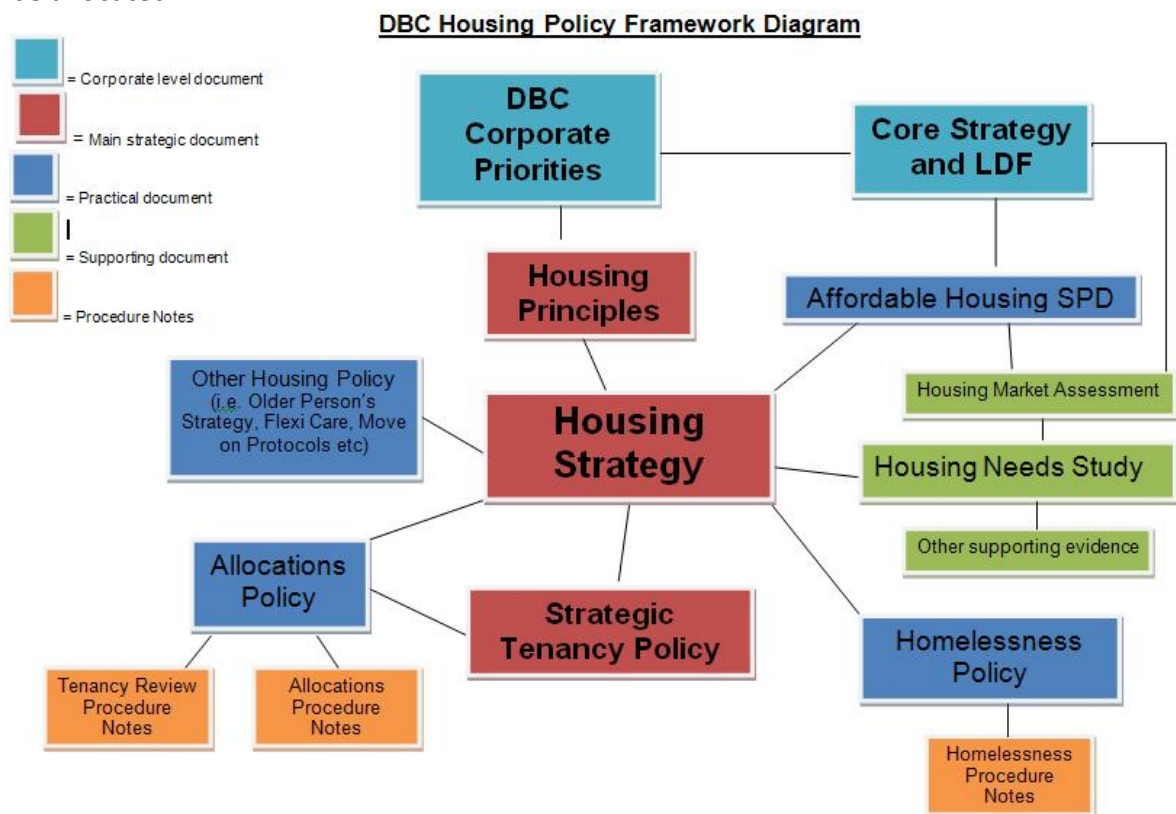 DBC Housing Policy Framework Diagram
= Corporate level document
= Main strategic document
= Practical document
= Supporting document
= Procedure Notes
DBC
Corporate
Priorities
Core Strategy
and LDF
Housing
Principles
Affordable Housing SPD
Other Housing Policy
(i.e. Older Person's
Strategy, Flexi Care, Move
on Protocols etc)
Housing
Strategy
Housing Market Assessment
Housing Needs Study
Other supporting evidence
Allocations
Policy
Strategic
Tenancy Policy
Homelessness
Policy
Tenancy Review
Procedure
Notes
Allocations
Procedure
Notes
Homelessness
Procedure
Notes